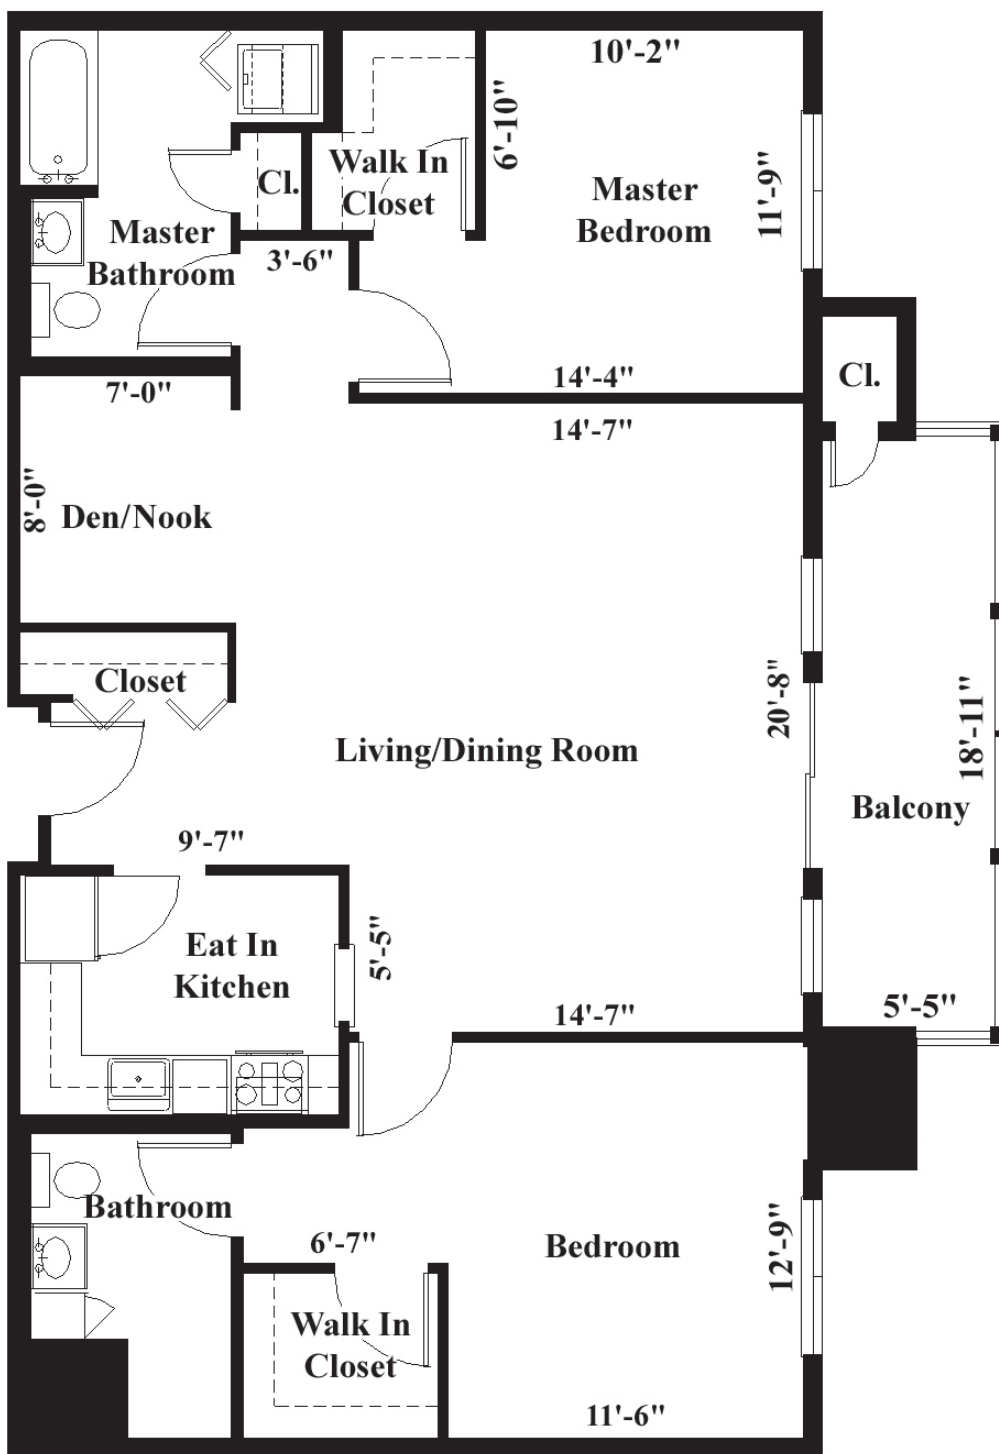 10'-2"
6'-10"
Walk In
Closet
Cl.
Master
Bedroom
11'-9"
Master
Bathroom
3'-6"
7'-0"
14'-4"
Cl.
14'-7"
8'-0"
Den/Nook
Closet
20'-8"
18'-11"
Living/Dining Room
Balcony
9'-7"
5'-5"
Eat In
Kitchen
14'-7"
5'-5"
Bathroom
6'-7"
Bedroom
12'-9"
Walk In
Closet
11'-6"